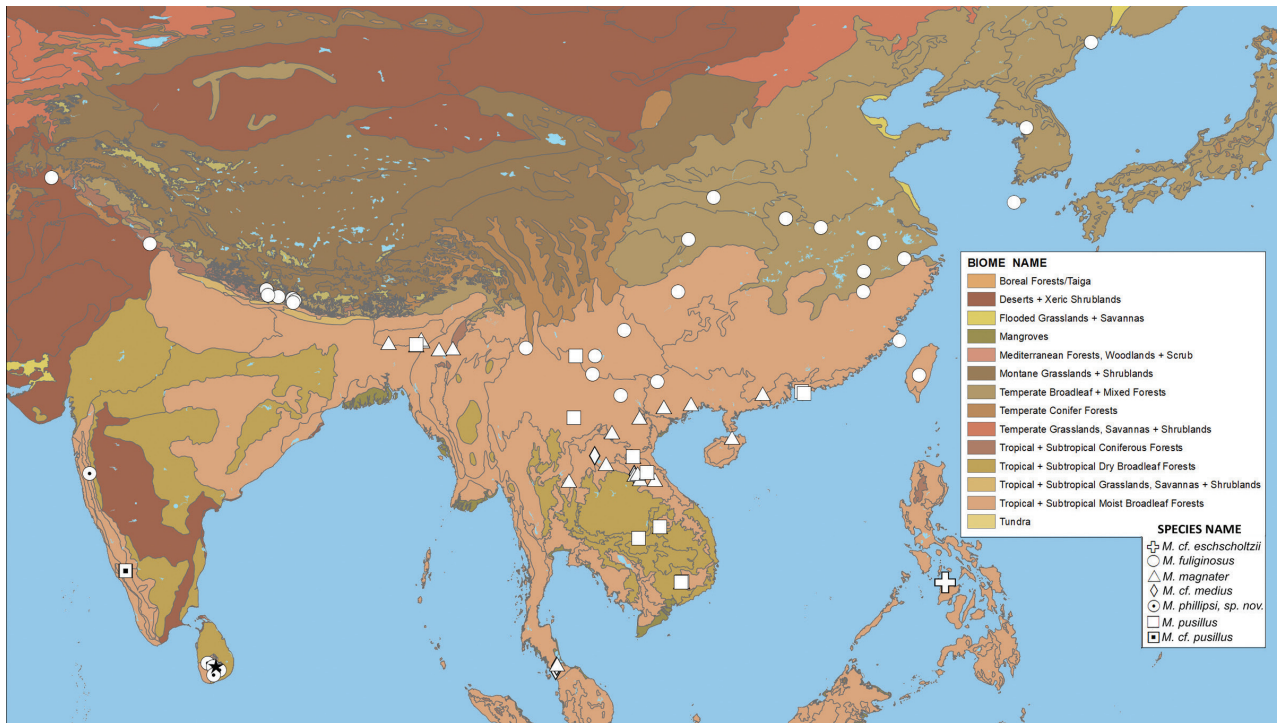 BIOME NAME
Boreal Forests/Taiga
Deserts + Xeric Shrublands
Flooded Grasslands + Savannas
Mangroves
Mediterranean Forests, Woodlands + Scrub
Montane Grasslands + Shrublands
Temperate Broadleaf + Mixed Forests
Temperate Conifer Forests
Temperate Grasslands, Savannas + Shrublands
Tropical + Subtropical Coniferous Forests
Tropical + Subtropical Dry Broadleaf Forests
Tropical + Subtropical Grasslands, Savannas + Shrublands
Tropical + Subtropical Moist Broadleaf Forests
Tundra
SPECIES NAME
M. cf. eschscholtzii
M. fuliginosus
M. magnater
M. cf. medius
M. phillipsi, sp. nov.
M. pusillus
M. cf. pusillus